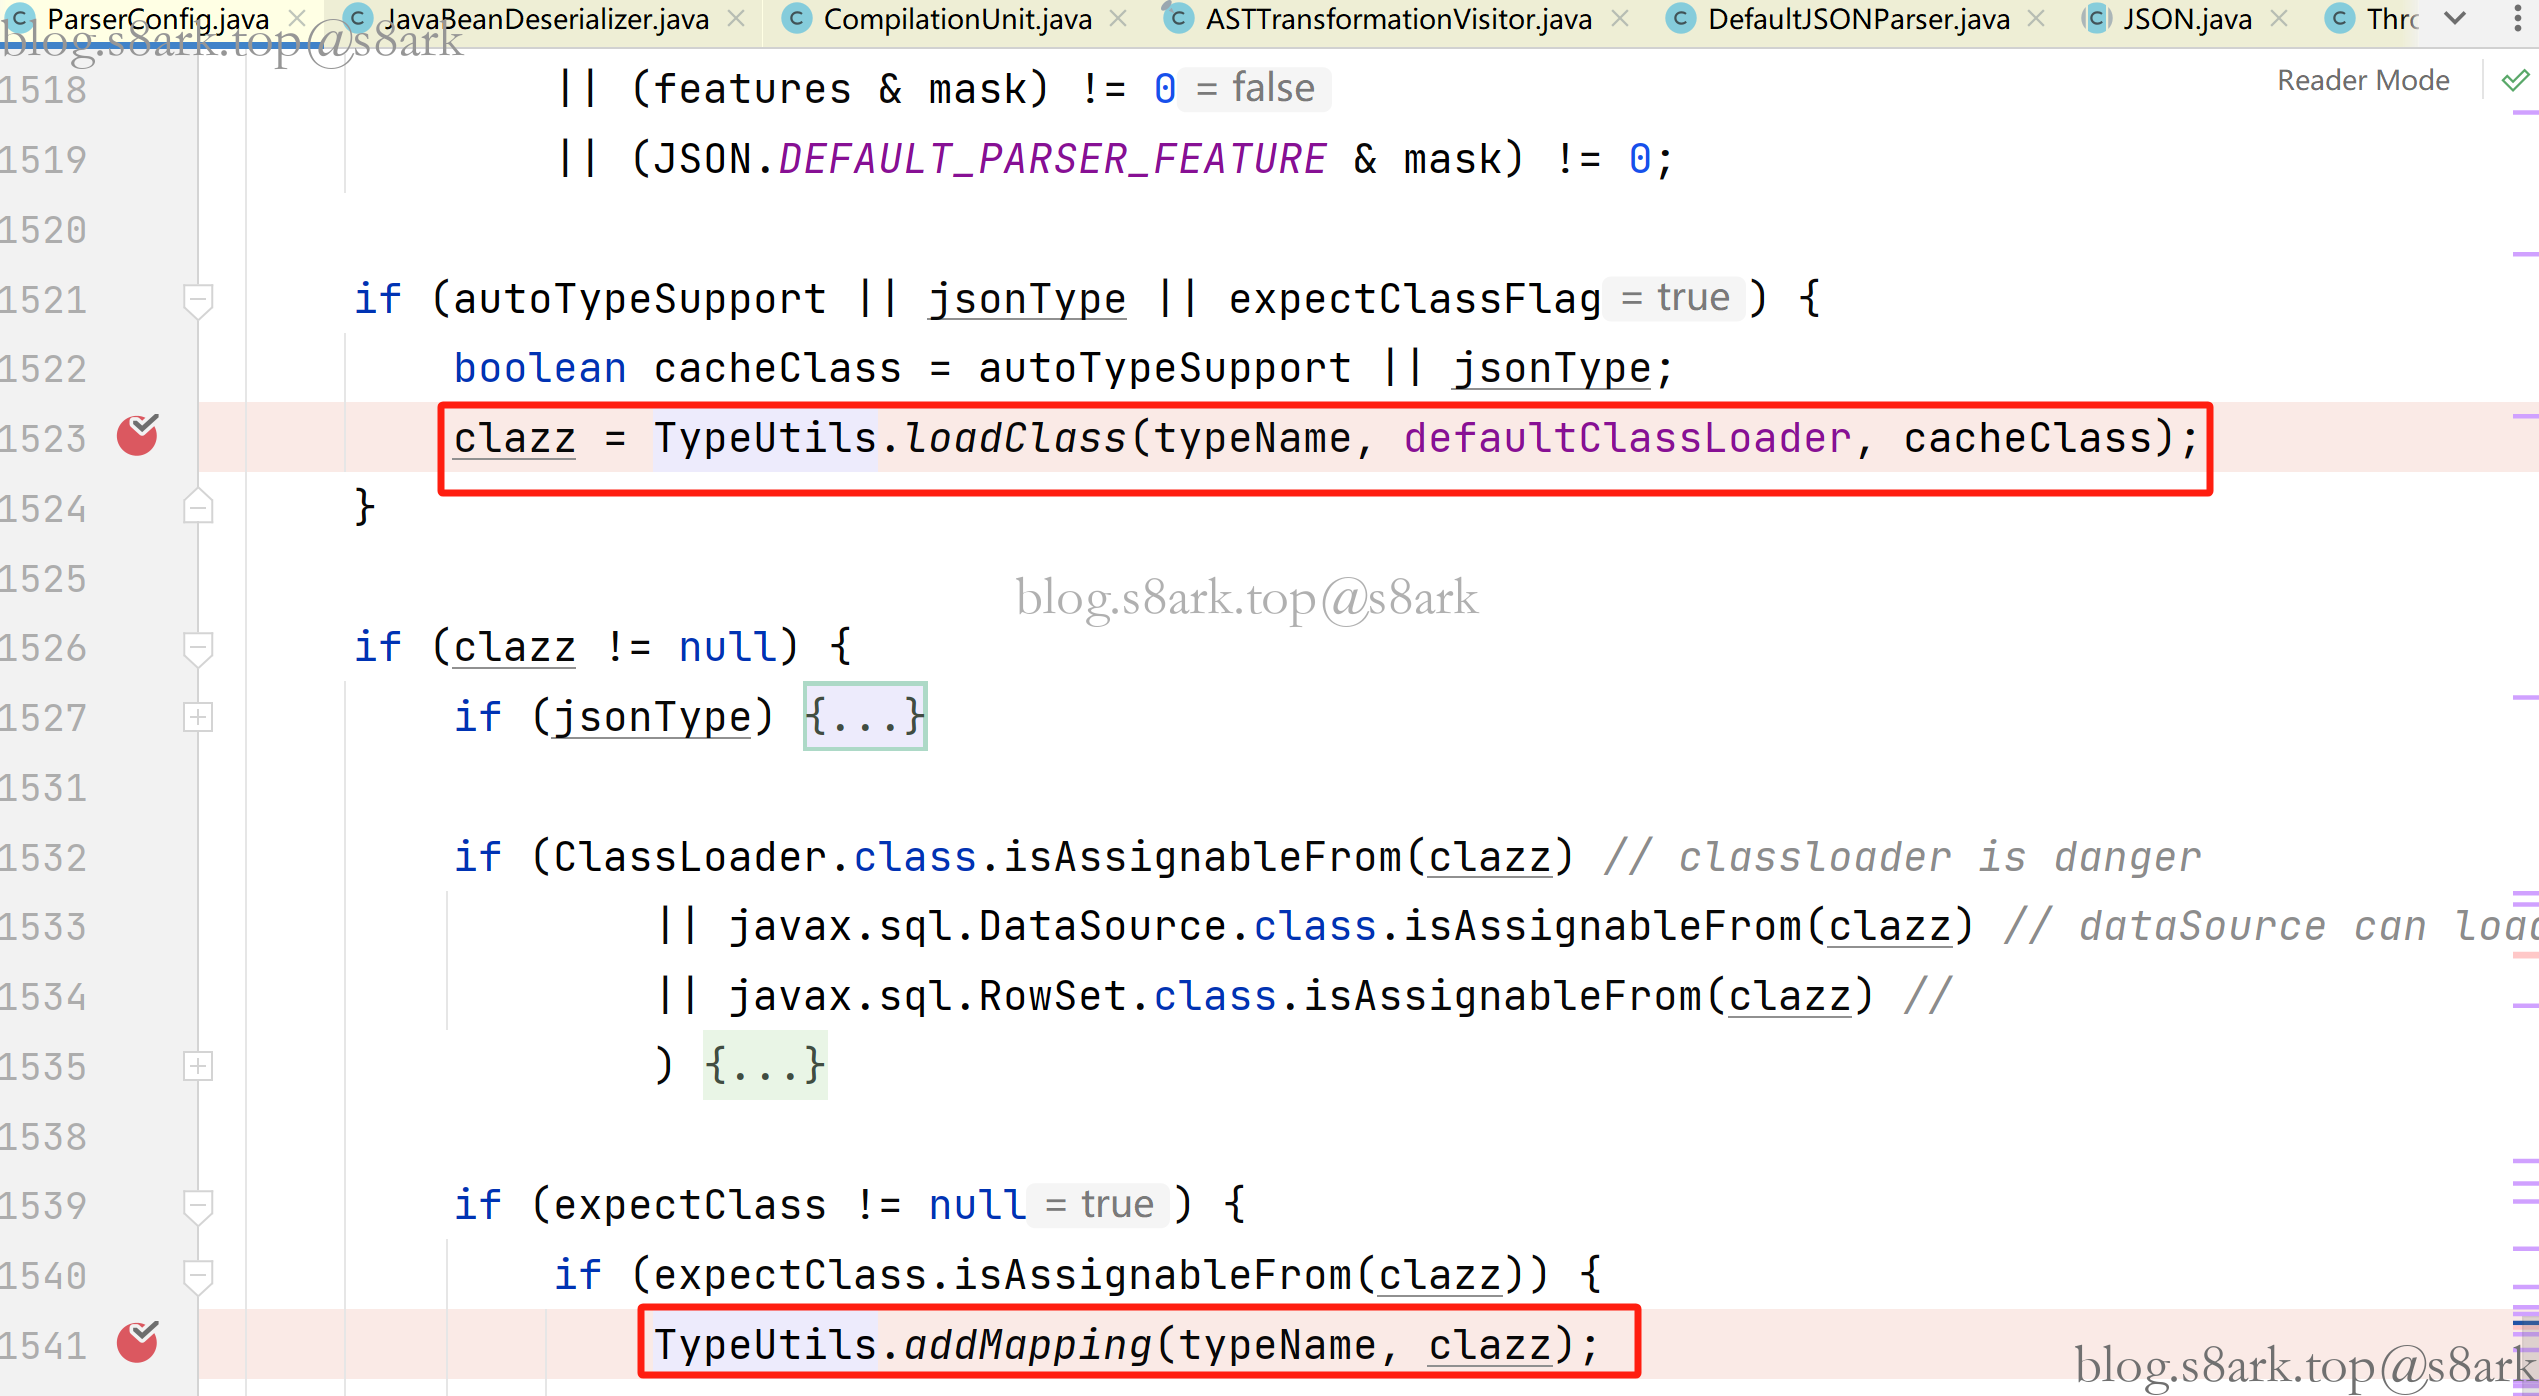 ParserConfig.java JavaBeanDeserializer.java CompilationUnit.java ASTTransformationVisitor.java DefaultJSONParser.java JSON.java Thro
blog.s8ark.top@s8ark
Reader Mode
1518 || (features & mask) != 0 = false
1519 || (JSON.DEFAULT_PARSER_FEATURE & mask) != 0;
1520
1521 if (autoTypeSupport || jsonType || expectClassFlag = true ) {
1522 boolean cacheClass = autoTypeSupport || jsonType;
1523 clazz = TypeUtils.loadClass(typeName, defaultClassLoader, cacheClass);
1524 }
1525
blog.s8ark.top@s8ark
1526 if (clazz != null) {
1527 if (jsonType) {...}
1531
1532 if (ClassLoader.class.isAssignableFrom(clazz) // classloader is danger
1533 || javax.sql.DataSource.class.isAssignableFrom(clazz) // dataSource can load
1534 || javax.sql.RowSet.class.isAssignableFrom(clazz) //
1535 ) {...}
1538
1539 if (expectClass != null = true ) {
1540 if (expectClass.isAssignableFrom(clazz)) {
1541 TypeUtils.addMapping(typeName, clazz);
blog.s8ark.top@s8ark